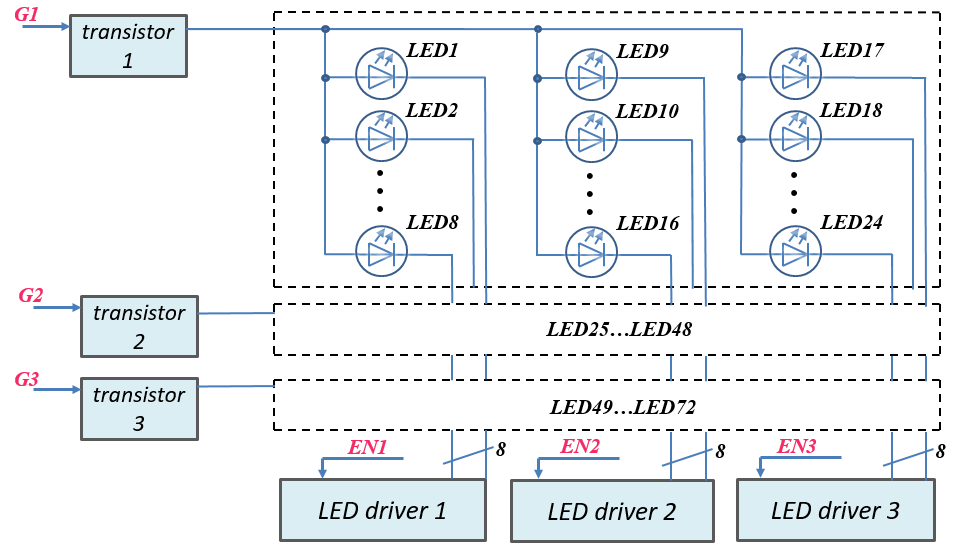 G1
transistor
1
LED1
LED9
LED17
LED2
LED10
LED18
LED8
LED16
LED24
G2
transistor
2
LED25...LED48
G3
transistor
3
LED49...LED72
EN1
8
EN2
8
EN3
8
LED driver 1
LED driver 2
LED driver 3